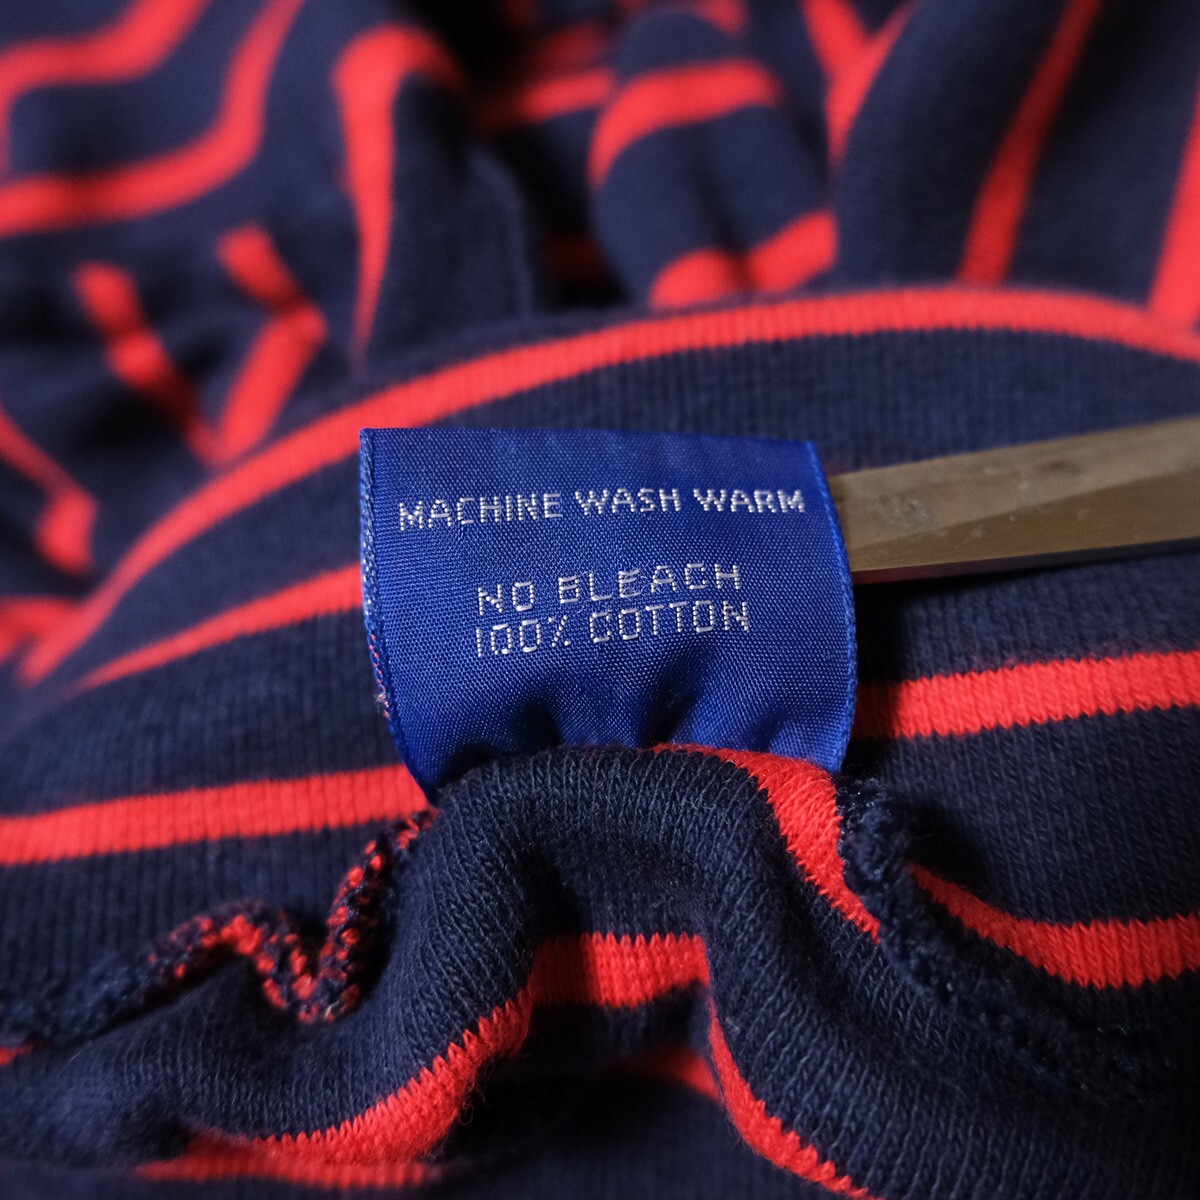 MACHINE WASH WARM
NO BLEACH
100% COTTON